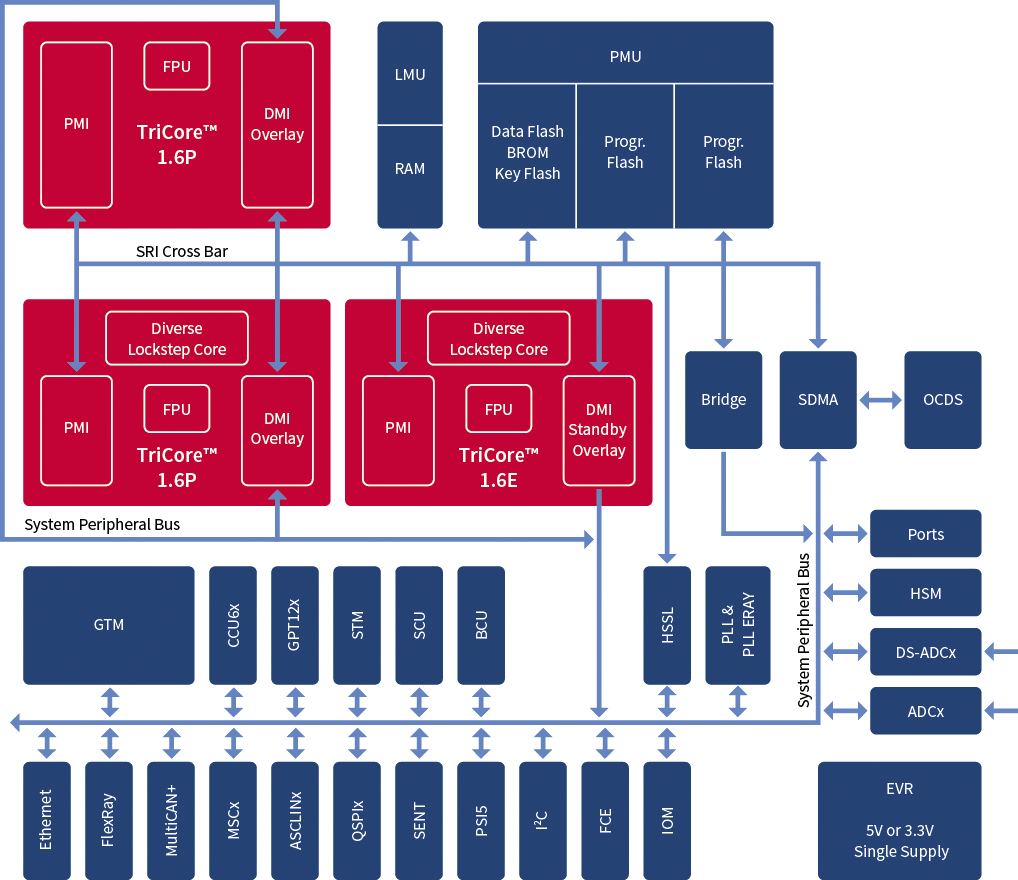 PMI
FPU
TriCore™
1.6P
DMI
Overlay
LMU
RAM
PMU
Data Flash
BROM
Key Flash
Progr.
Flash
Progr.
Flash
SRI Cross Bar
Diverse
Lockstep Core
PMI
FPU
TriCore™
1.6P
DMI
Overlay
Diverse
Lockstep Core
PMI
FPU
TriCore™
1.6E
DMI
Standby
Overlay
Bridge
SDMA
OCDS
System Peripheral Bus
System Peripheral Bus
Ports
HSM
DS-ADCx
ADCx
GTM
CCU6x
GPT12x
STM
SCU
BCU
HSSL
PLL &
PLL ERAY
Ethernet
FlexRay
MultiCAN+
MSCx
ASCLINx
QSPIx
SENT
PSI5
I²C
FCE
IOM
EVR
5V or 3.3V
Single Supply